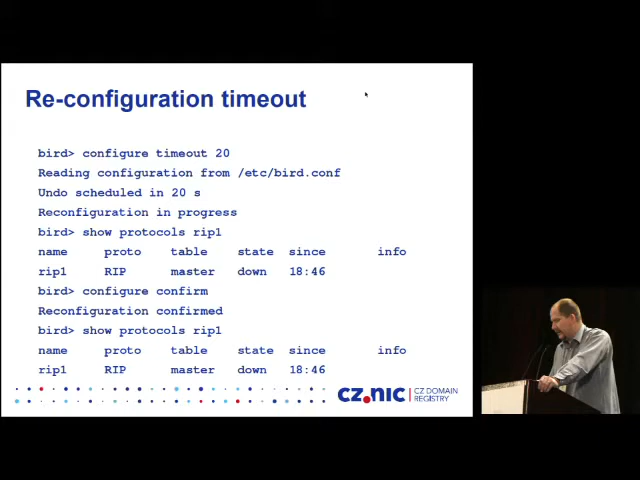 Re-configuration timeout
bird> configure timeout 20
Reading configuration from /etc/bird.conf
Undo scheduled in 20 s
Reconfiguration in progress
bird> show protocols rip1
name proto table state since info
rip1 RIP master down 18:46
bird> configure confirm
Reconfiguration confirmed
bird> show protocols rip1
name proto table state since info
rip1 RIP master down 18:46
CZ.NIC | CZ DOMAIN
REGISTRY